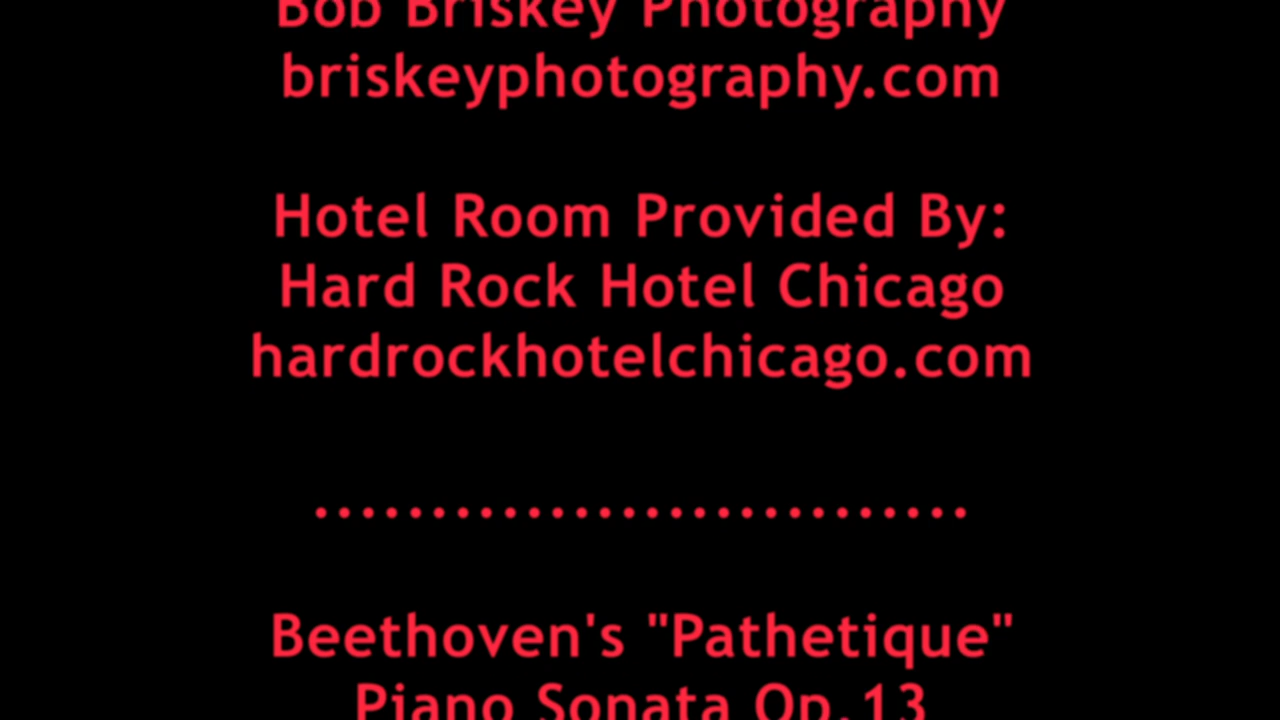 Bob Briskey Photography
briskeyphotography.com
Hotel Room Provided By:
Hard Rock Hotel Chicago
hardrockhotelchicago.com
............................
Beethoven's "Pathetique"
Piano Sonata Op.13